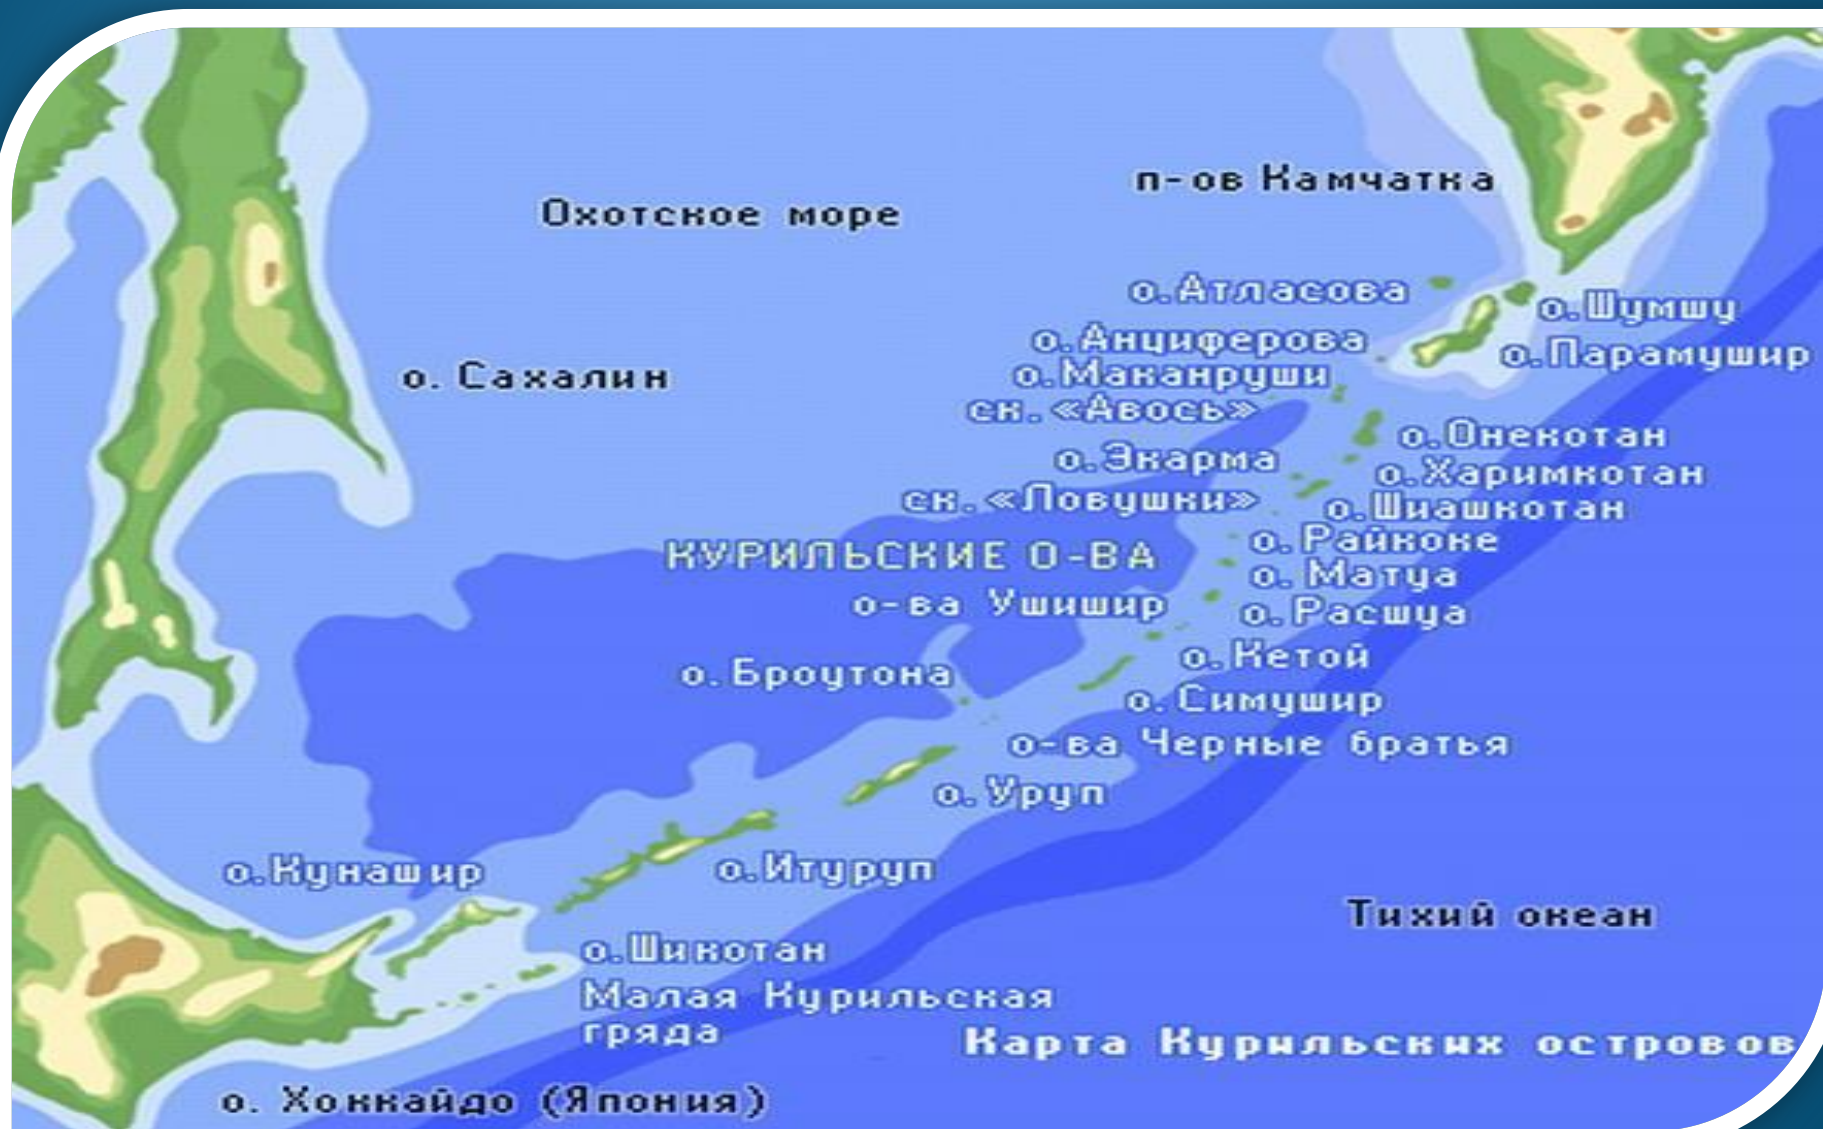 п-ов Камчатка
Охотское море
о.Атласова
о.Шумшу
о.Анциферова
о.Парамушир
о.Маканруши
о. Сахалин
ск.«Авось»
о.Онекотан
о.Экарма
о.Харимкотан
ск.«Ловушки»
о.Шиашкотан
о. Райкоке
КУРИЛЬСКИЕ О-ВА
о. Матуа
о-ва Ушишир
о. Расшуа
о. Кетой
о. Броутона
о. Симушир
о-ва Черные братья
о. Уруп
о.Кунашир
о.Итуруп
Тихий океан
о.Шикотан
Малая Курильская
гряда
Карта Курильских островов
о. Хоккайдо (Япония)